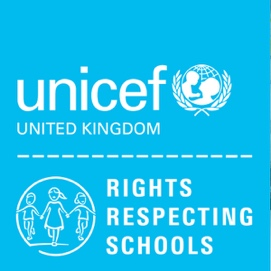 unicef
UNITED KINGDOM
RIGHTS
RESPECTING
SCHOOLS